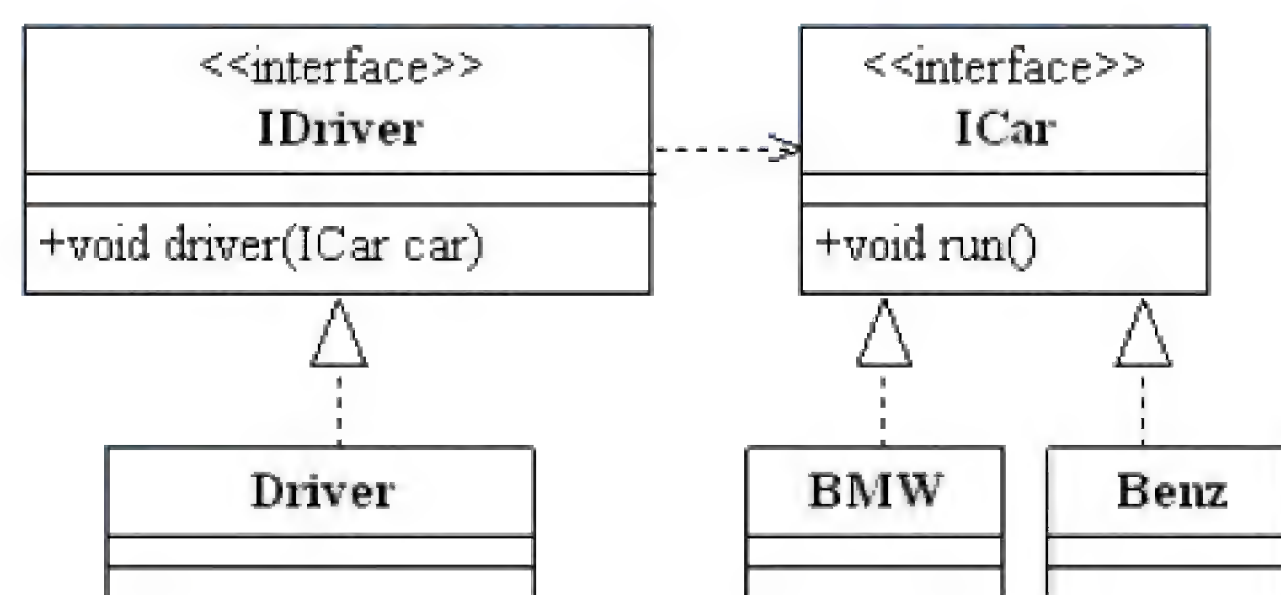 <<interface>>
IDriver
+void driver(ICar car)
<<interface>>
ICar
+void run()
Driver
BMW
Benz